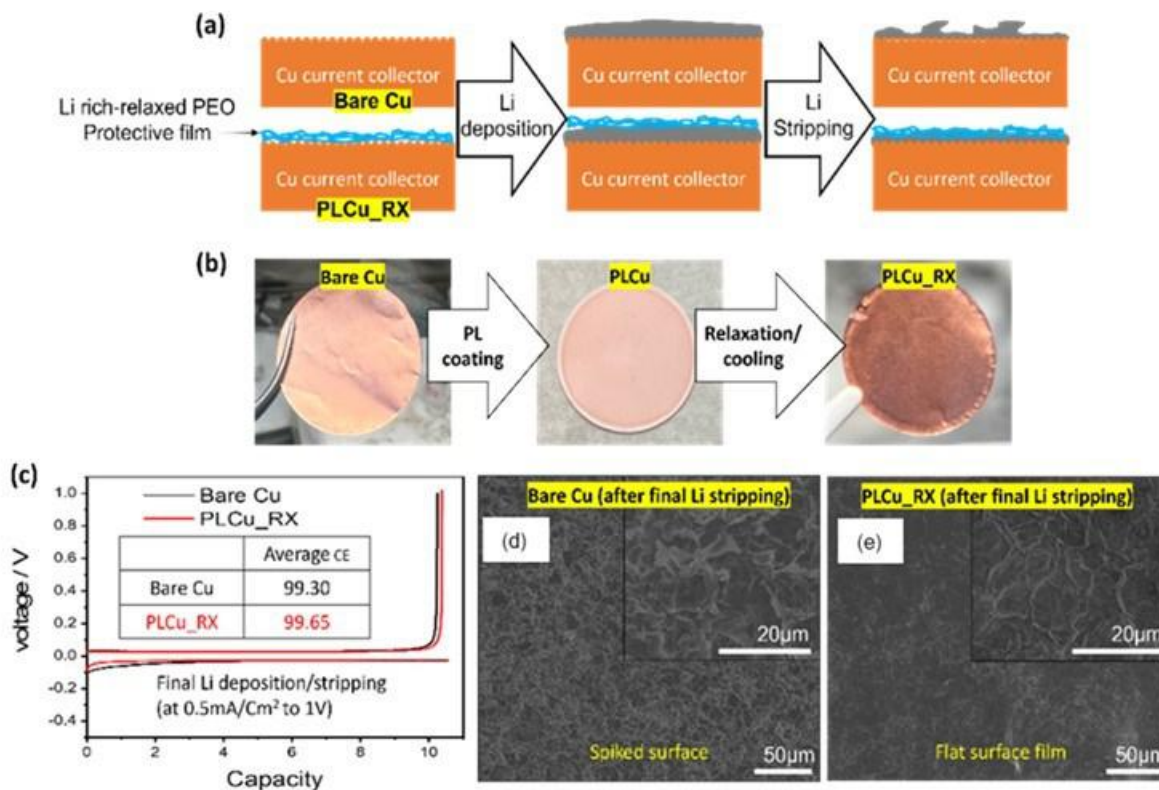 (a)
Cu current collector
Bare Cu
Li rich-relaxed PEO
Protective film
Cu current collector
PLCu_RX
Li
deposition
Cu current collector
Cu current collector
Li
Stripping
Cu current collector
Cu current collector
(b)
Bare Cu
PL
coating
PLCu
Relaxation/
cooling
PLCu_RX
(c)
voltage / V
1.0
0.8
0.6
0.4
0.2
0.0
-0.2
-0.4
Bare Cu
PLCu_RX
Average CE
Bare Cu 99.30
PLCu_RX 99.65
Final Li deposition/stripping
(at 0.5mA/Cm² to 1V)
0 2 4 6 8 10
Capacity
Bare Cu (after final Li stripping)
(d)
20µm
Spiked surface
50µm
PLCu_RX (after final Li stripping)
(e)
20µm
Flat surface film
50µm